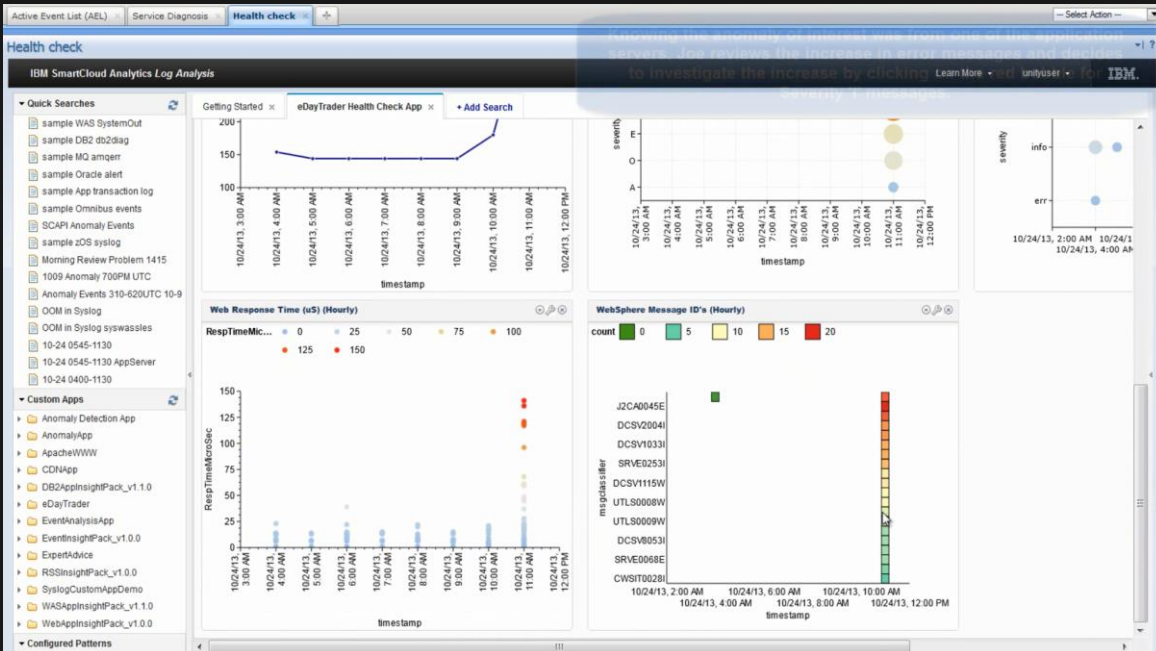 Active Event List (AEL) × Service Diagnosis × Health check × -- Select Action --
Health check
Knowing the anomaly of interest was from one of the application
servers, Joe reviews the increase in error messages and decides
to investigate the increase by clicking
Severity 1 messages.
IBM SmartCloud Analytics Log Analysis Learn More unityuser IBM.
Quick Searches
sample WAS SystemOut
sample DB2 db2diag
sample MQ amqerr
sample Oracle alert
sample App transaction log
sample Omnibus events
SCAPI Anomaly Events
sample zOS syslog
Morning Review Problem 1415
1009 Anomaly 700PM UTC
Anomaly Events 310-620UTC 10-9
OOM in Syslog
OOM in Syslog syswassles
10-24 0545-1130
10-24 0545-1130 AppServer
10-24 0400-1130
Custom Apps
Anomaly Detection App
AnomalyApp
ApacheWWW
CDNApp
DB2AppInsightPack_v1.1.0
eDayTrader
EventAnalysisApp
EventInsightPack_v1.0.0
ExpertAdvice
RSSInsightPack_v1.0.0
SyslogCustomAppDemo
WASAppInsightPack_v1.1.0
WebAppInsightPack_v1.0.0
Configured Patterns
Getting Started × eDayTrader Health Check App × + Add Search
200
150
100
10/24/13, 3:00 AM
10/24/13, 4:00 AM
10/24/13, 5:00 AM
10/24/13, 6:00 AM
10/24/13, 7:00 AM
10/24/13, 8:00 AM
10/24/13, 9:00 AM
10/24/13, 10:00 AM
10/24/13, 11:00 AM
10/24/13, 12:00 PM
timestamp
severity
E
O
A
10/24/13, 3:00 AM
10/24/13, 4:00 AM
10/24/13, 5:00 AM
10/24/13, 6:00 AM
10/24/13, 7:00 AM
10/24/13, 8:00 AM
10/24/13, 9:00 AM
10/24/13, 10:00 AM
10/24/13, 11:00 AM
10/24/13, 12:00 PM
timestamp
severity
info
err
10/24/13, 2:00 AM 10/24/1
10/24/13, 4:00 AM
Web Response Time (uS) (Hourly)
RespTimeMic... 0 25 50 75 100
125 150
RespTimeMicroSec
150
125
100
75
50
25
0
10/24/13, 3:00 AM
10/24/13, 4:00 AM
10/24/13, 5:00 AM
10/24/13, 6:00 AM
10/24/13, 7:00 AM
10/24/13, 8:00 AM
10/24/13, 9:00 AM
10/24/13, 10:00 AM
10/24/13, 11:00 AM
10/24/13, 12:00 PM
timestamp
WebSphere Message ID's (Hourly)
count 0 5 10 15 20
msgclassifier
J2CA0045E
DCSV2004I
DCSV1033I
SRVE0253I
DCSV1115W
UTLS0008W
UTLS0009W
DCSV8053I
SRVE0068E
CWSIT0028I
10/24/13, 2:00 AM 10/24/13, 6:00 AM 10/24/13, 10:00 AM
10/24/13, 4:00 AM 10/24/13, 8:00 AM 10/24/13, 12:00 PM
timestamp